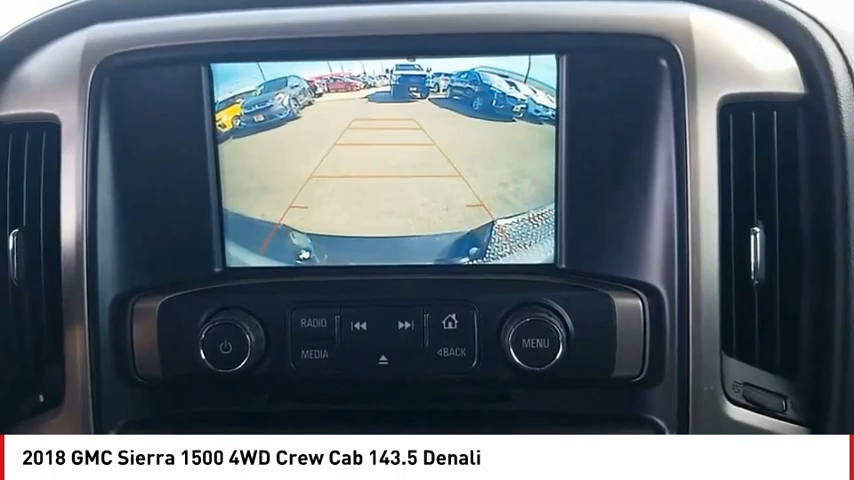 RADIO
MEDIA
BACK
MENU
2018 GMC Sierra 1500 4WD Crew Cab 143.5 Denali